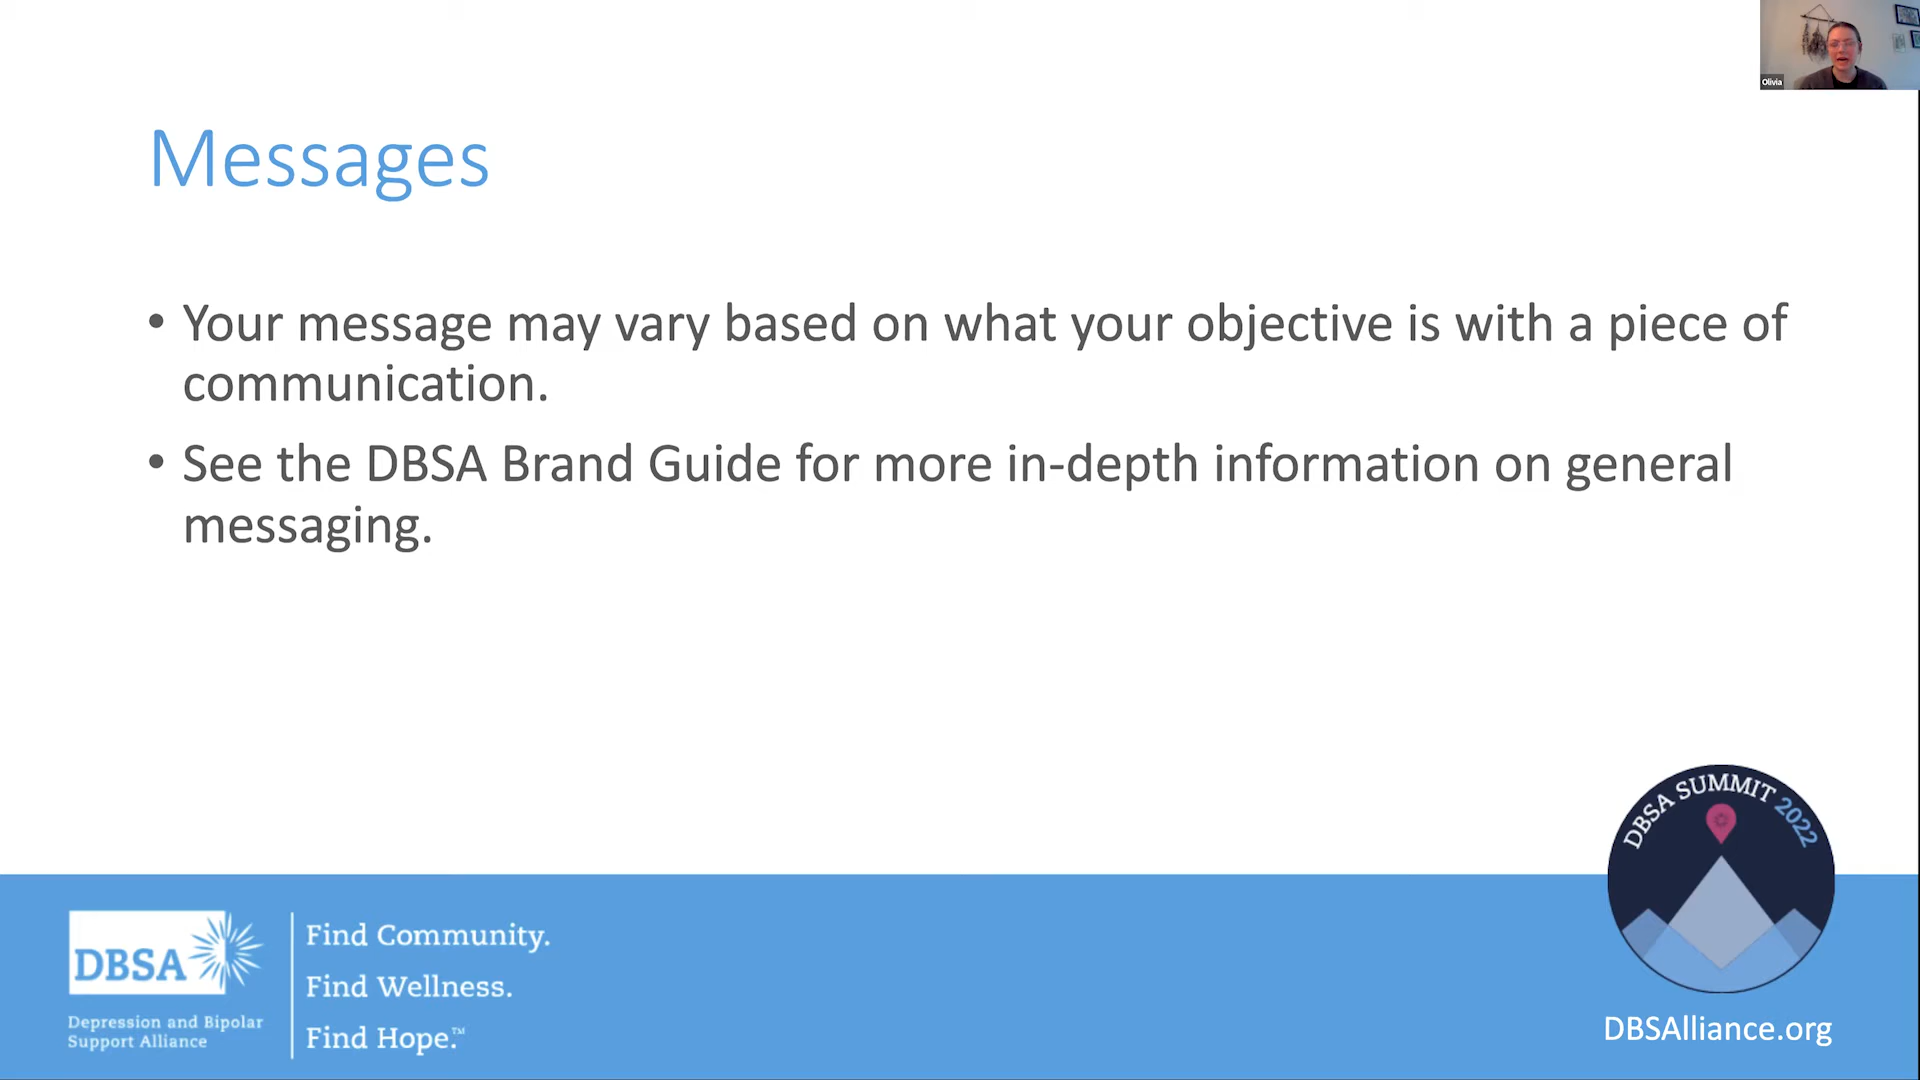 Olivia
Messages
• Your message may vary based on what your objective is with a piece of
communication.
• See the DBSA Brand Guide for more in-depth information on general
messaging.
DBSA SUMMIT 2022
DBSA
Depression and Bipolar
Support Alliance
Find Community.
Find Wellness.
Find Hope.™
DBSAlliance.org